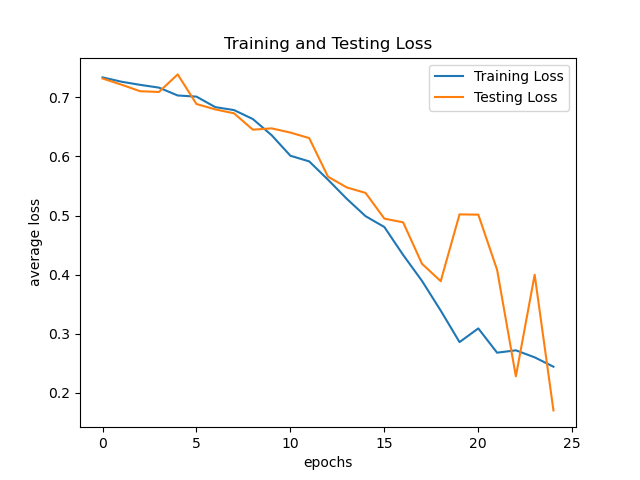 Training and Testing Loss
Training Loss
Testing Loss
average loss
0.7
0.6
0.5
0.4
0.3
0.2
0 5 10 15 20 25
epochs